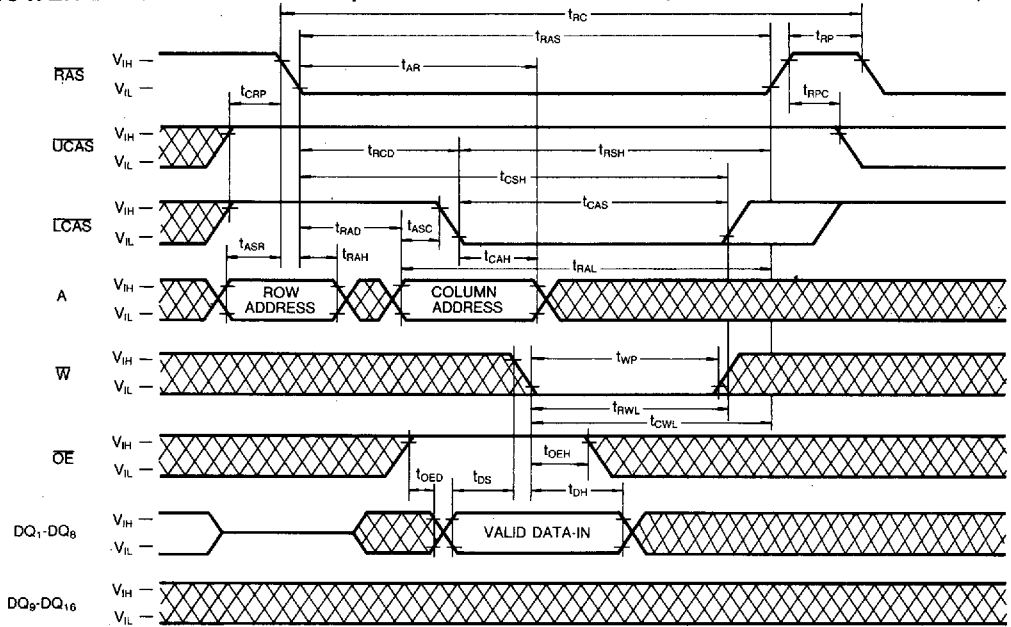 tRC
tRAS
tRP
VIH
tAR
RAS
VIL
tCRP
tRPC
VIH
UCAS
tRCD
tRSH
VIL
tCSH
VIH
LCAS
tRAD
tASC
tCAS
VIL
tASR
tRAH
tCAH
tRAL
VIH
A
ROW ADDRESS
COLUMN ADDRESS
VIL
VIH
W
tWP
VIL
tRWL
tCWL
VIH
OE
tOEH
VIL
tOED
tDS
tDH
VIH
DQ1-DQ8
VALID DATA-IN
VIL
VIH
DQ9-DQ16
VIL